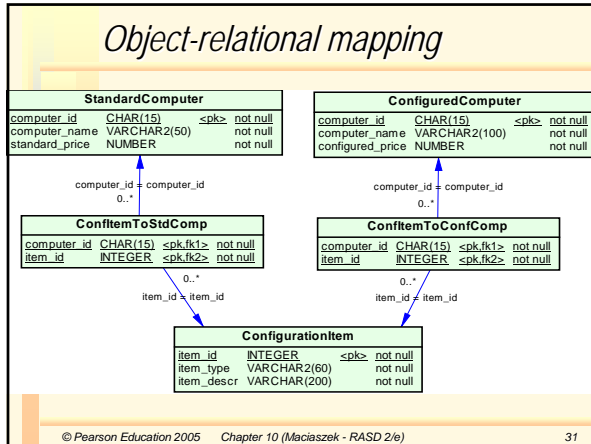 Object-relational mapping
StandardComputer
computer_id CHAR(15) <pk> not null
computer_name VARCHAR2(50) not null
standard_price NUMBER not null
ConfiguredComputer
computer_id CHAR(15) <pk> not null
computer_name VARCHAR2(100) not null
configured_price NUMBER not null
computer_id = computer_id
0..*
computer_id = computer_id
0..*
ConfItemToStdComp
computer_id CHAR(15) <pk,fk1> not null
item_id INTEGER <pk,fk2> not null
ConfItemToConfComp
computer_id CHAR(15) <pk,fk1> not null
item_id INTEGER <pk,fk2> not null
0..*
item_id = item_id
0..*
item_id = item_id
ConfigurationItem
item_id INTEGER <pk> not null
item_type VARCHAR2(60) not null
item_descr VARCHAR(200) not null
© Pearson Education 2005 Chapter 10 (Maciaszek - RASD 2/e) 31